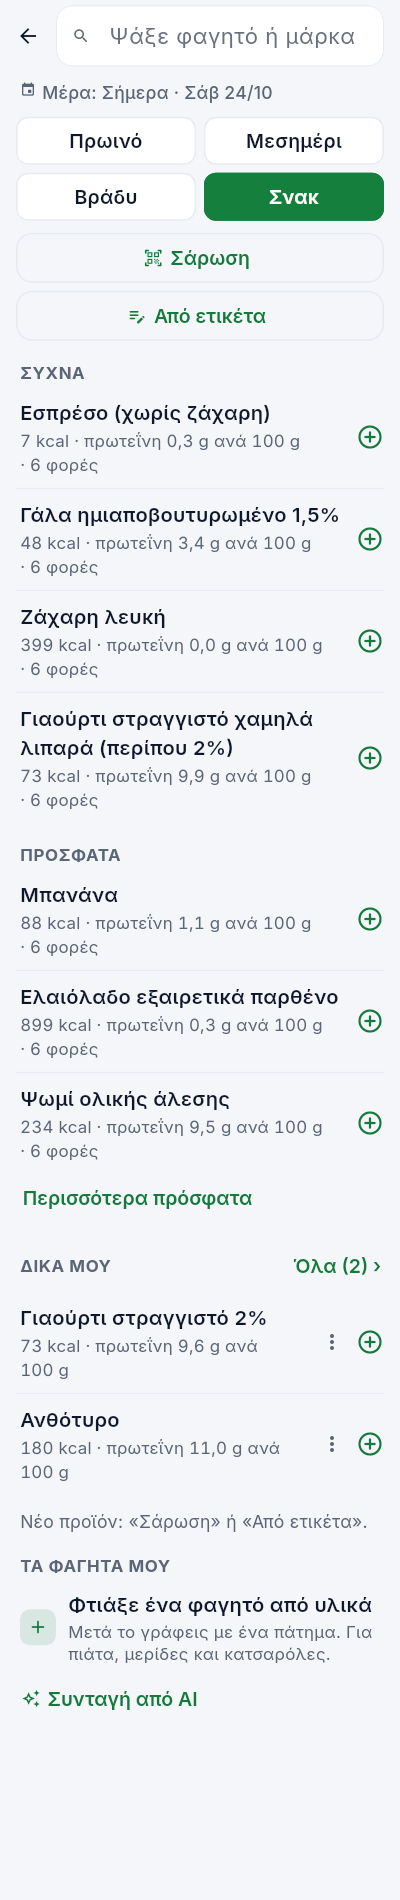 Ψάξε φαγητό ή μάρκα
Μέρα: Σήμερα · Σάβ 24/10
Πρωινό
Μεσημέρι
Βράδυ
Σνακ
Σάρωση
Από ετικέτα
ΣΥΧΝΑ
Εσπρέσο (χωρίς ζάχαρη)
7 kcal · πρωτεΐνη 0,3 g ανά 100 g
· 6 φορές
Γάλα ημιαποβουτυρωμένο 1,5%
48 kcal · πρωτεΐνη 3,4 g ανά 100 g
· 6 φορές
Ζάχαρη λευκή
399 kcal · πρωτεΐνη 0,0 g ανά 100 g
· 6 φορές
Γιαούρτι στραγγιστό χαμηλά
λιπαρά (περίπου 2%)
73 kcal · πρωτεΐνη 9,9 g ανά 100 g
· 6 φορές
ΠΡΟΣΦΑΤΑ
Μπανάνα
88 kcal · πρωτεΐνη 1,1 g ανά 100 g
· 6 φορές
Ελαιόλαδο εξαιρετικά παρθένο
899 kcal · πρωτεΐνη 0,3 g ανά 100 g
· 6 φορές
Ψωμί ολικής άλεσης
234 kcal · πρωτεΐνη 9,5 g ανά 100 g
· 6 φορές
Περισσότερα πρόσφατα
ΔΙΚΑ ΜΟΥ
Όλα (2) ›
Γιαούρτι στραγγιστό 2%
73 kcal · πρωτεΐνη 9,6 g ανά
100 g
Ανθότυρο
180 kcal · πρωτεΐνη 11,0 g ανά
100 g
Νέο προϊόν: «Σάρωση» ή «Από ετικέτα».
ΤΑ ΦΑΓΗΤΑ ΜΟΥ
Φτιάξε ένα φαγητό από υλικά
Μετά το γράφεις με ένα πάτημα. Για
πιάτα, μερίδες και κατσαρόλες.
Συνταγή από AI